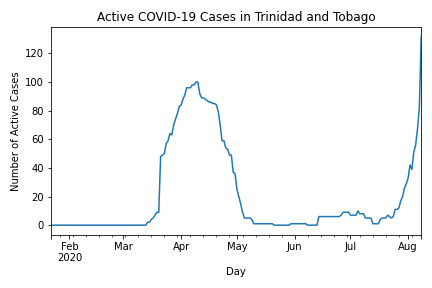 Active COVID-19 Cases in Trinidad and Tobago
Number of Active Cases
120
100
80
60
40
20
0
Feb Mar Apr May Jun Jul Aug
2020
Day